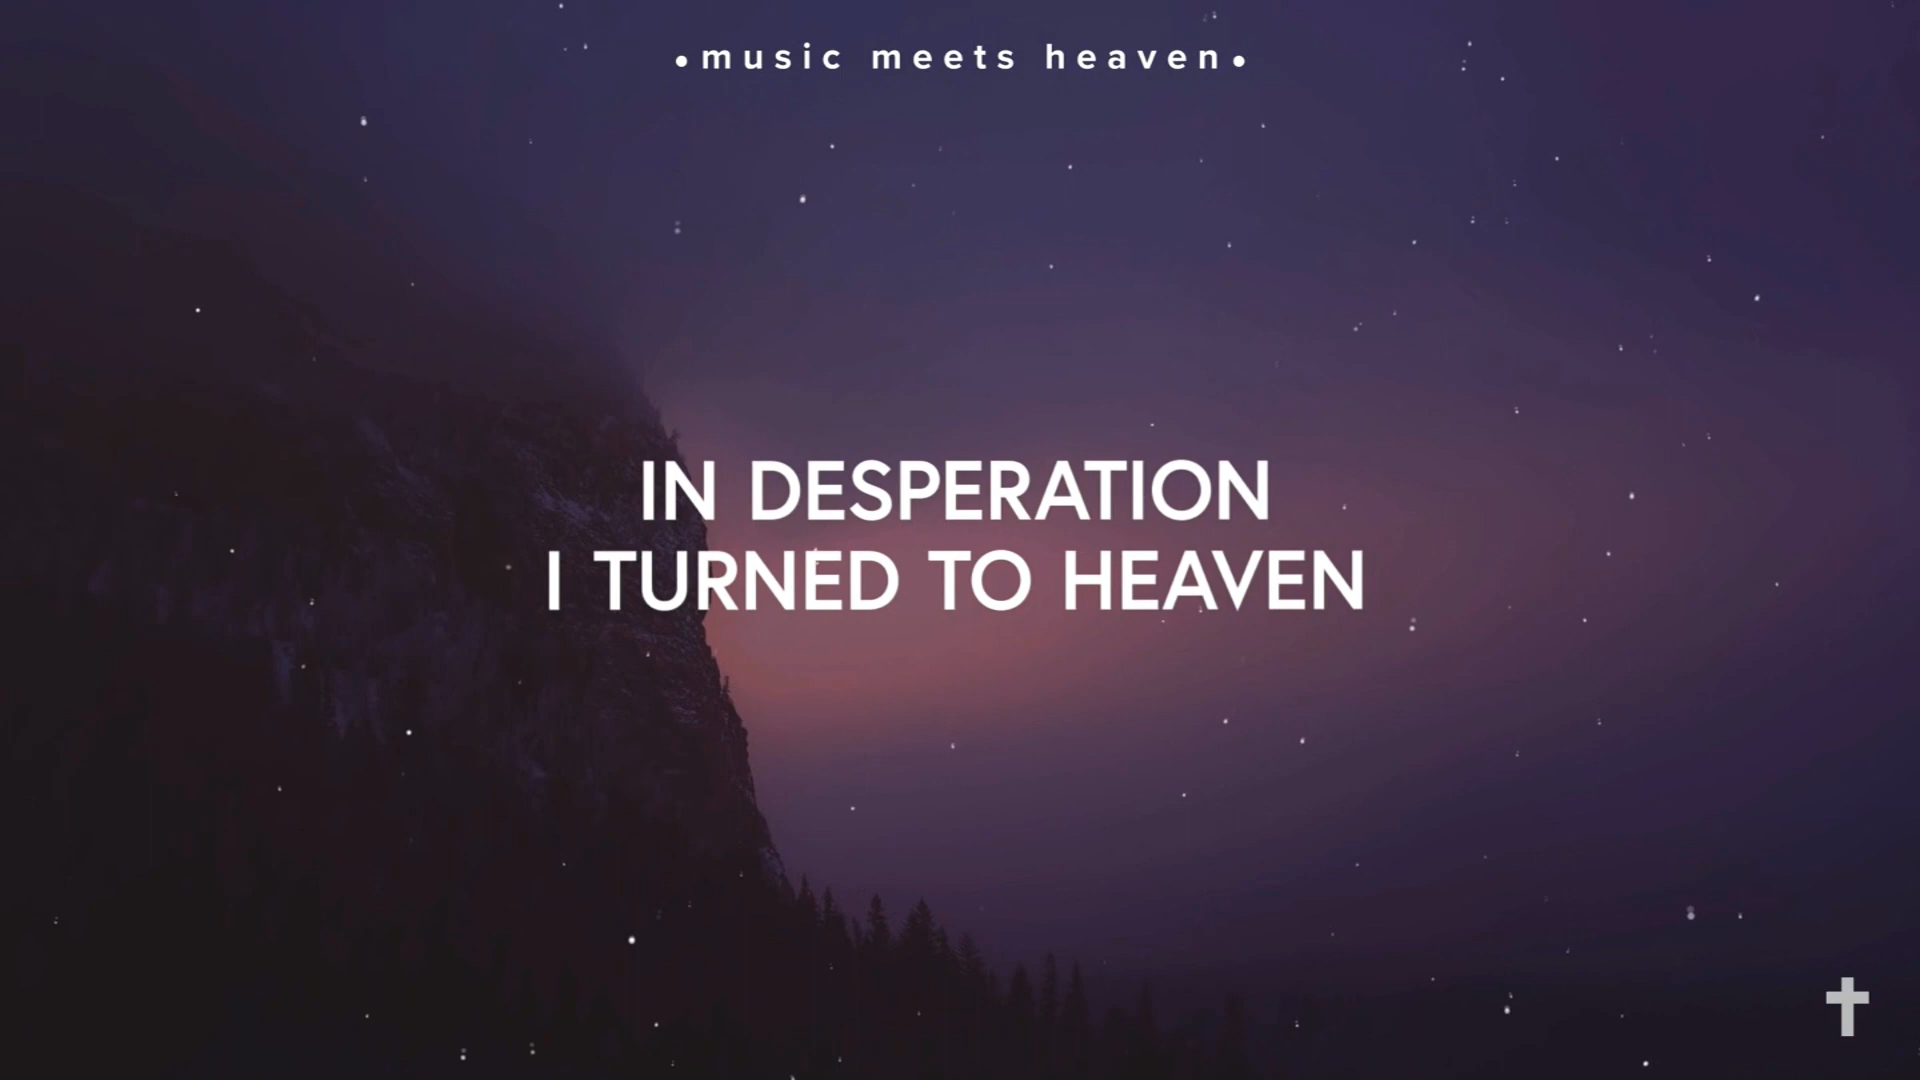 •music meets heaven•
IN DESPERATION
I TURNED TO HEAVEN